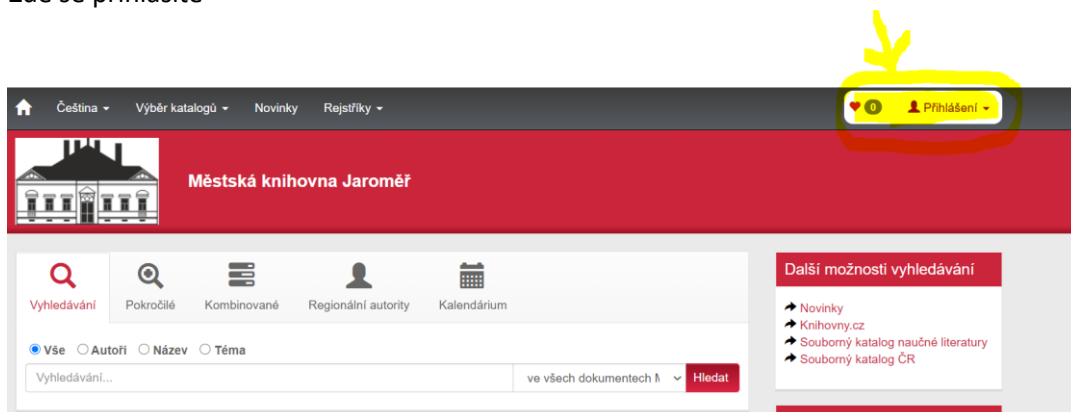 Zde se přihlásíte
Čeština Výběr katalogů Novinky Rejstříky 0 Přihlášení
Městská knihovna Jaroměř
Vyhledávání Pokročilé Kombinované Regionální autority Kalendárium
Vše Autoři Název Téma
Vyhledávání... ve všech dokumentech Hledat
Další možnosti vyhledávání
Novinky
Knihovny.cz
Souborný katalog naučné literatury
Souborný katalog ČR